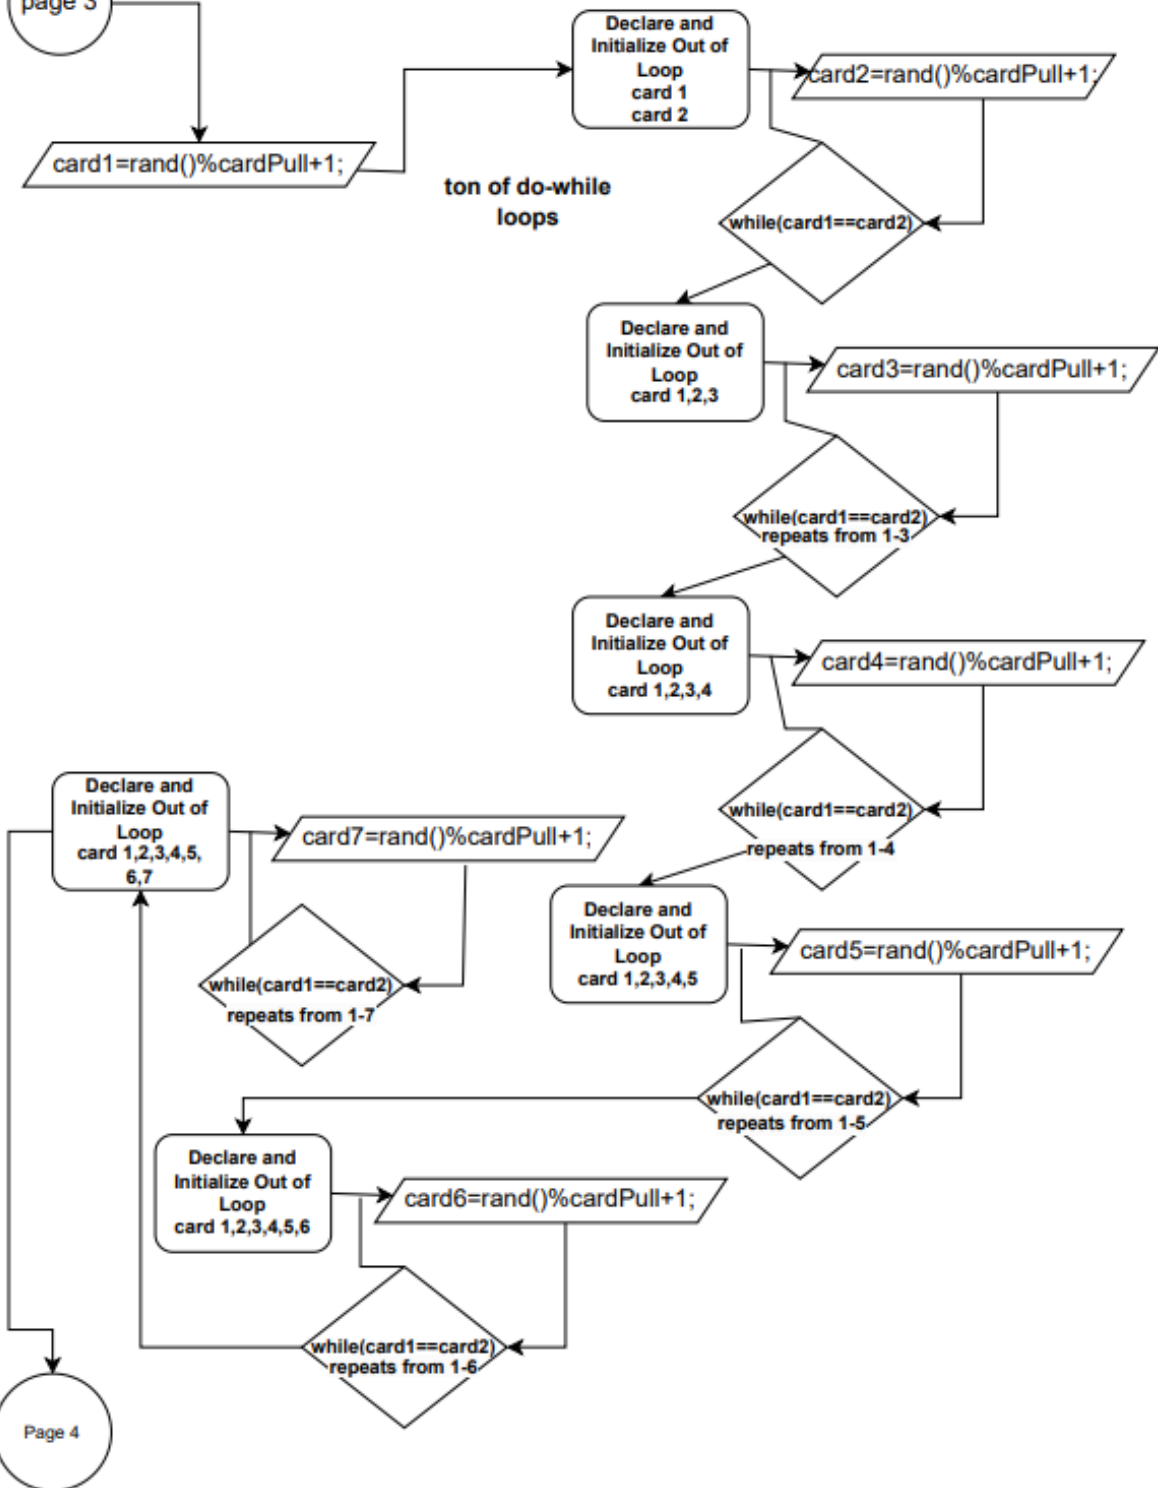 page 3
card1=rand()%cardPull+1;
Declare and
Initialize Out of
Loop
card 1
card 2
card2=rand()%cardPull+1;
ton of do-while
loops
while(card1==card2)
Declare and
Initialize Out of
Loop
card 1,2,3
card3=rand()%cardPull+1;
while(card1==card2)
repeats from 1-3
Declare and
Initialize Out of
Loop
card 1,2,3,4
card4=rand()%cardPull+1;
while(card1==card2)
repeats from 1-4
Declare and
Initialize Out of
Loop
card 1,2,3,4,5
card5=rand()%cardPull+1;
while(card1==card2)
repeats from 1-5
Declare and
Initialize Out of
Loop
card 1,2,3,4,5,6
card6=rand()%cardPull+1;
while(card1==card2)
repeats from 1-6
Declare and
Initialize Out of
Loop
card 1,2,3,4,5,
6,7
card7=rand()%cardPull+1;
while(card1==card2)
repeats from 1-7
Page 4